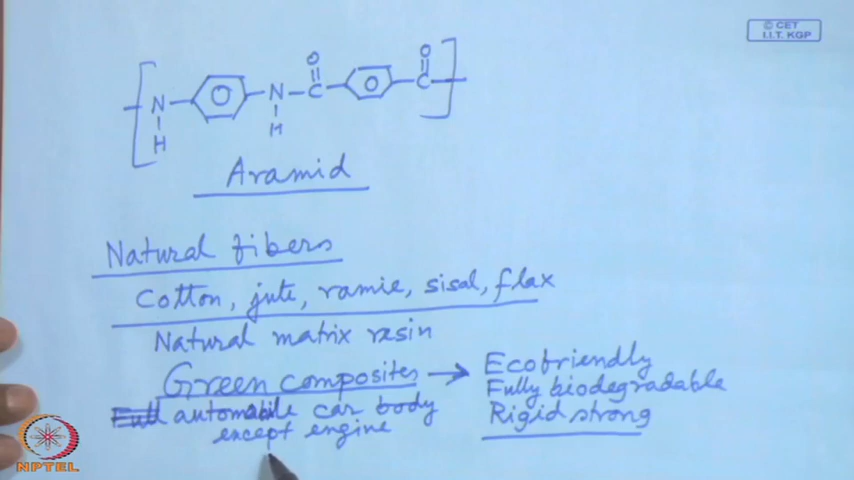 © CET
I.I.T. KGP
O O
N N C C
H H
Aramid
Natural fibers
Cotton, jute, ramie, sisal, flax
Natural matrix resin
Green composites → Ecofriendly
Fully biodegradable
Rigid strong
Full automobile car body
except engine
NPTEL